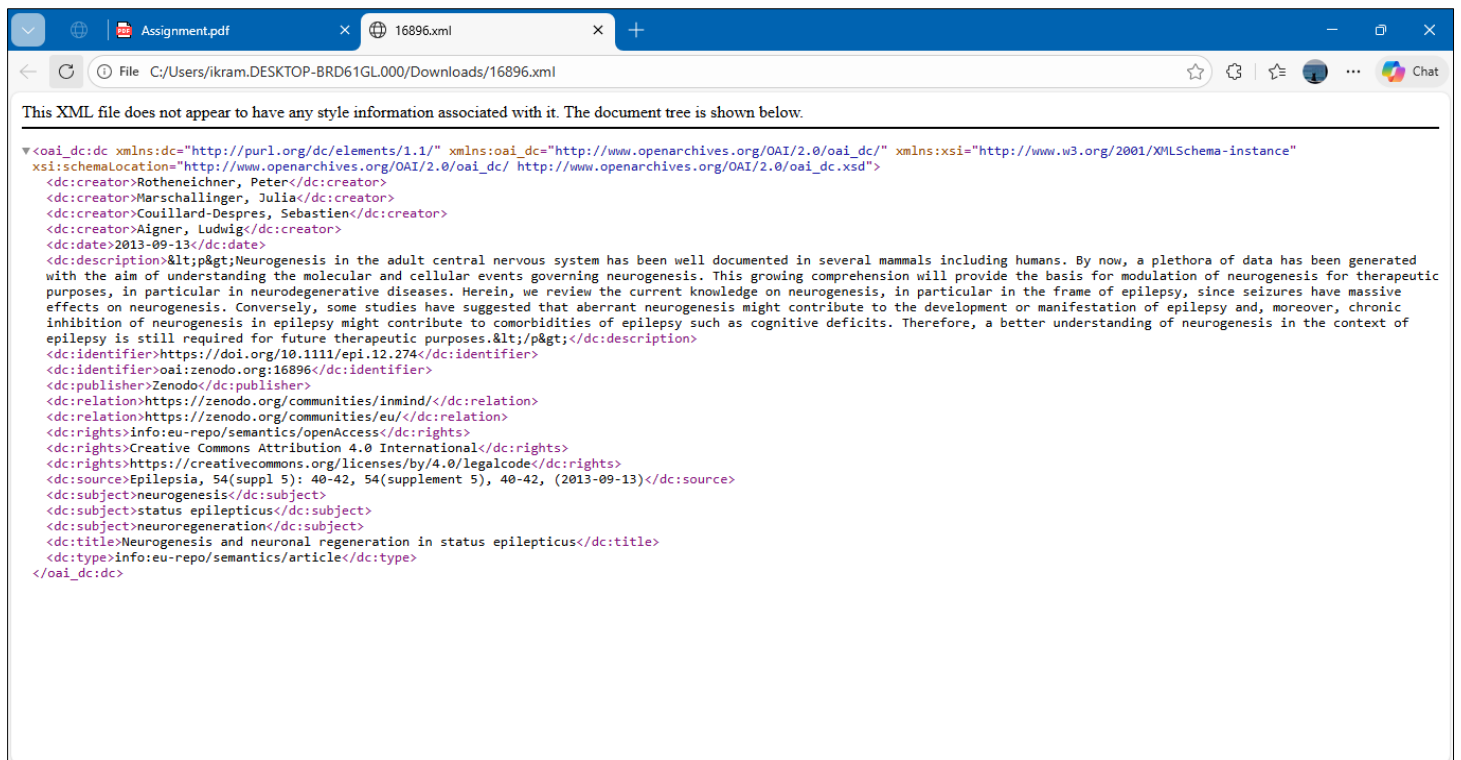 Assignment.pdf
16896.xml
File C:/Users/ikram.DESKTOP-BRD61GL.000/Downloads/16896.xml
Chat
This XML file does not appear to have any style information associated with it. The document tree is shown below.
▼<oai_dc:dc xmlns:dc="http://purl.org/dc/elements/1.1/" xmlns:oai_dc="http://www.openarchives.org/OAI/2.0/oai_dc/" xmlns:xsi="http://www.w3.org/2001/XMLSchema-instance"
xsi:schemaLocation="http://www.openarchives.org/OAI/2.0/oai_dc/ http://www.openarchives.org/OAI/2.0/oai_dc.xsd">
<dc:creator>Rotheneichner, Peter</dc:creator>
<dc:creator>Marschallinger, Julia</dc:creator>
<dc:creator>Couillard-Despres, Sebastien</dc:creator>
<dc:creator>Aigner, Ludwig</dc:creator>
<dc:date>2013-09-13</dc:date>
<dc:description>&lt;p&gt;Neurogenesis in the adult central nervous system has been well documented in several mammals including humans. By now, a plethora of data has been generated
with the aim of understanding the molecular and cellular events governing neurogenesis. This growing comprehension will provide the basis for modulation of neurogenesis for therapeutic
purposes, in particular in neurodegenerative diseases. Herein, we review the current knowledge on neurogenesis, in particular in the frame of epilepsy, since seizures have massive
effects on neurogenesis. Conversely, some studies have suggested that aberrant neurogenesis might contribute to the development or manifestation of epilepsy and, moreover, chronic
inhibition of neurogenesis in epilepsy might contribute to comorbidities of epilepsy such as cognitive deficits. Therefore, a better understanding of neurogenesis in the context of
epilepsy is still required for future therapeutic purposes.&lt;/p&gt;</dc:description>
<dc:identifier>https://doi.org/10.1111/epi.12.274</dc:identifier>
<dc:identifier>oai:zenodo.org:16896</dc:identifier>
<dc:publisher>Zenodo</dc:publisher>
<dc:relation>https://zenodo.org/communities/inmind/</dc:relation>
<dc:relation>https://zenodo.org/communities/eu/</dc:relation>
<dc:rights>info:eu-repo/semantics/openAccess</dc:rights>
<dc:rights>Creative Commons Attribution 4.0 International</dc:rights>
<dc:rights>https://creativecommons.org/licenses/by/4.0/legalcode</dc:rights>
<dc:source>Epilepsia, 54(suppl 5): 40-42, 54(supplement 5), 40-42, (2013-09-13)</dc:source>
<dc:subject>neurogenesis</dc:subject>
<dc:subject>status epilepticus</dc:subject>
<dc:subject>neuroregeneration</dc:subject>
<dc:title>Neurogenesis and neuronal regeneration in status epilepticus</dc:title>
<dc:type>info:eu-repo/semantics/article</dc:type>
</oai_dc:dc>